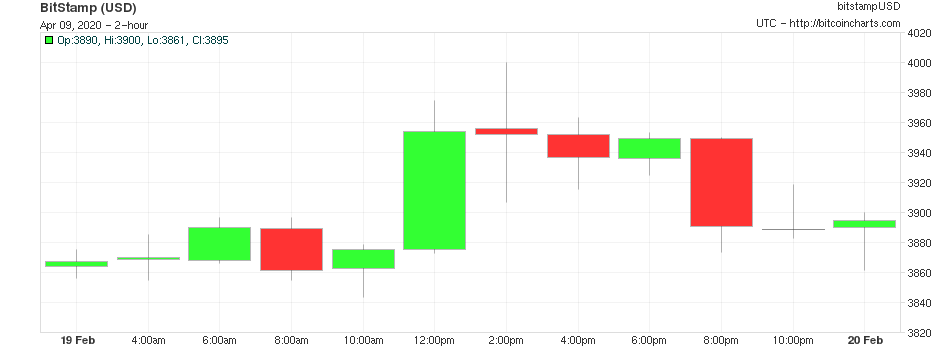 BitStamp (USD)
bitstampUSD
Apr 09, 2020 - 2-hour
UTC - http://bitcoincharts.com
Op:3890, Hi:3900, Lo:3861, Cl:3895
4020
4000
3980
3960
3940
3920
3900
3880
3860
3840
3820
19 Feb 4:00am 6:00am 8:00am 10:00am 12:00pm 2:00pm 4:00pm 6:00pm 8:00pm 10:00pm 20 Feb